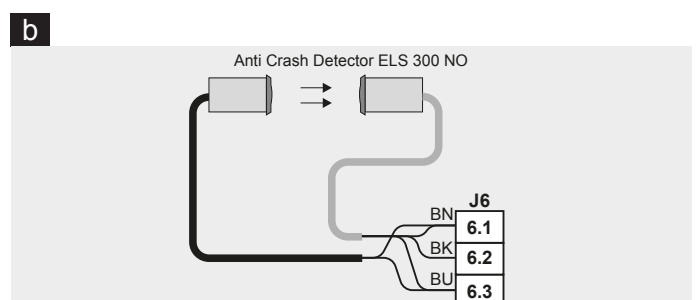 b
Anti Crash Detector ELS 300 NO
J6
BN
6.1
BK
6.2
BU
6.3